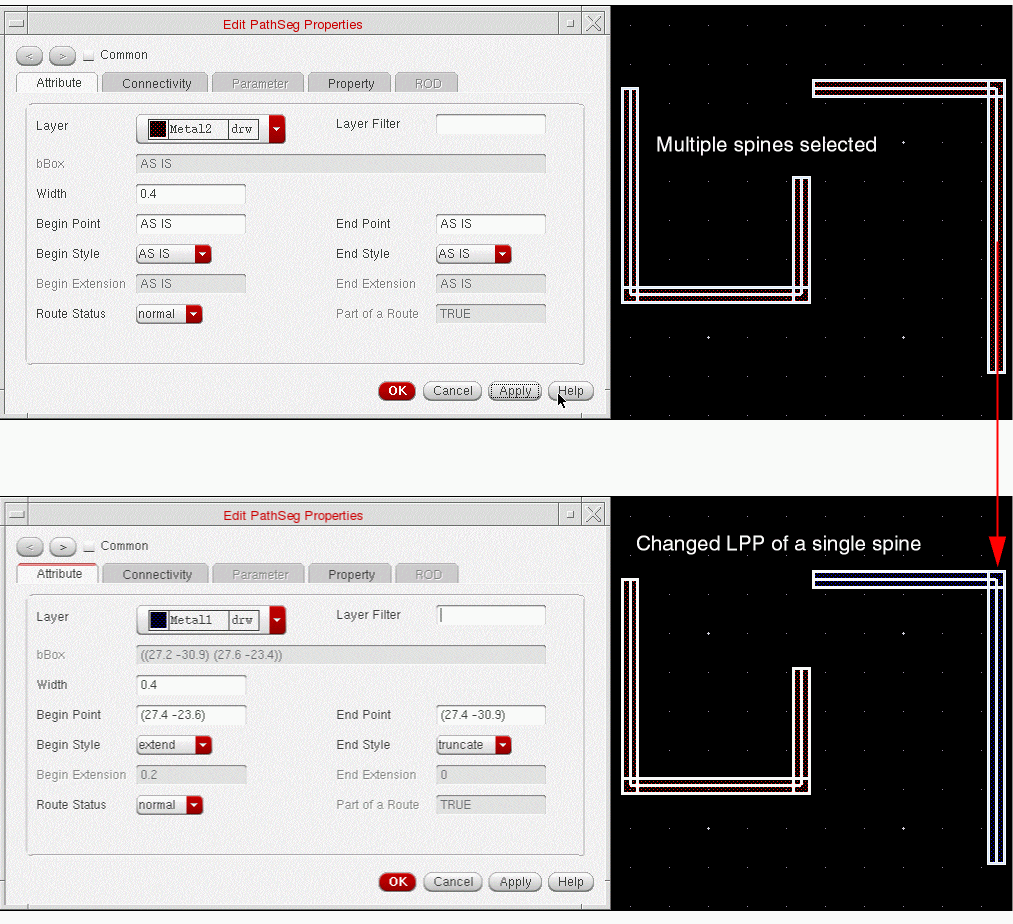 Edit PathSeg Properties
< > Common
Attribute Connectivity Parameter Property ROD
Layer Metal2 drw Layer Filter
bBox AS IS
Width 0.4
Begin Point AS IS End Point AS IS
Begin Style AS IS End Style AS IS
Begin Extension AS IS End Extension AS IS
Route Status normal Part of a Route TRUE
OK Cancel Apply Help
Multiple spines selected
Edit PathSeg Properties
< > Common
Attribute Connectivity Parameter Property ROD
Layer Metal1 drw Layer Filter
bBox ((27.2 -30.9) (27.6 -23.4))
Width 0.4
Begin Point (27.4 -23.6) End Point (27.4 -30.9)
Begin Style extend End Style truncate
Begin Extension 0.2 End Extension 0
Route Status normal Part of a Route TRUE
OK Cancel Apply Help
Changed LPP of a single spine